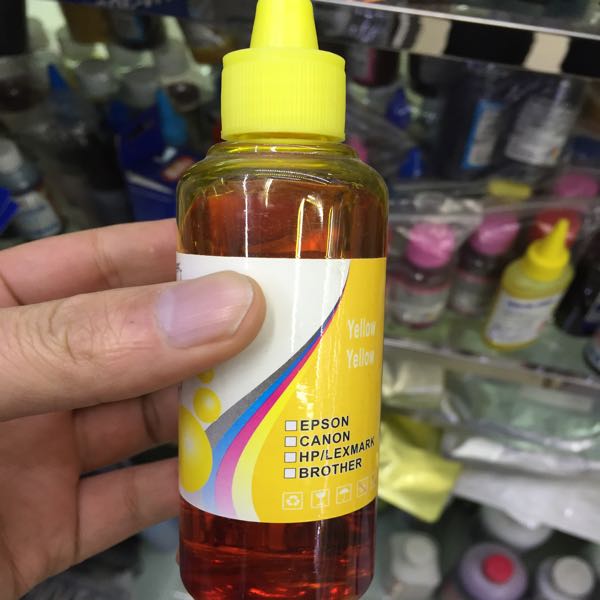 Yellow
Yellow
EPSON
CANON
HP/LEXMARK
BROTHER